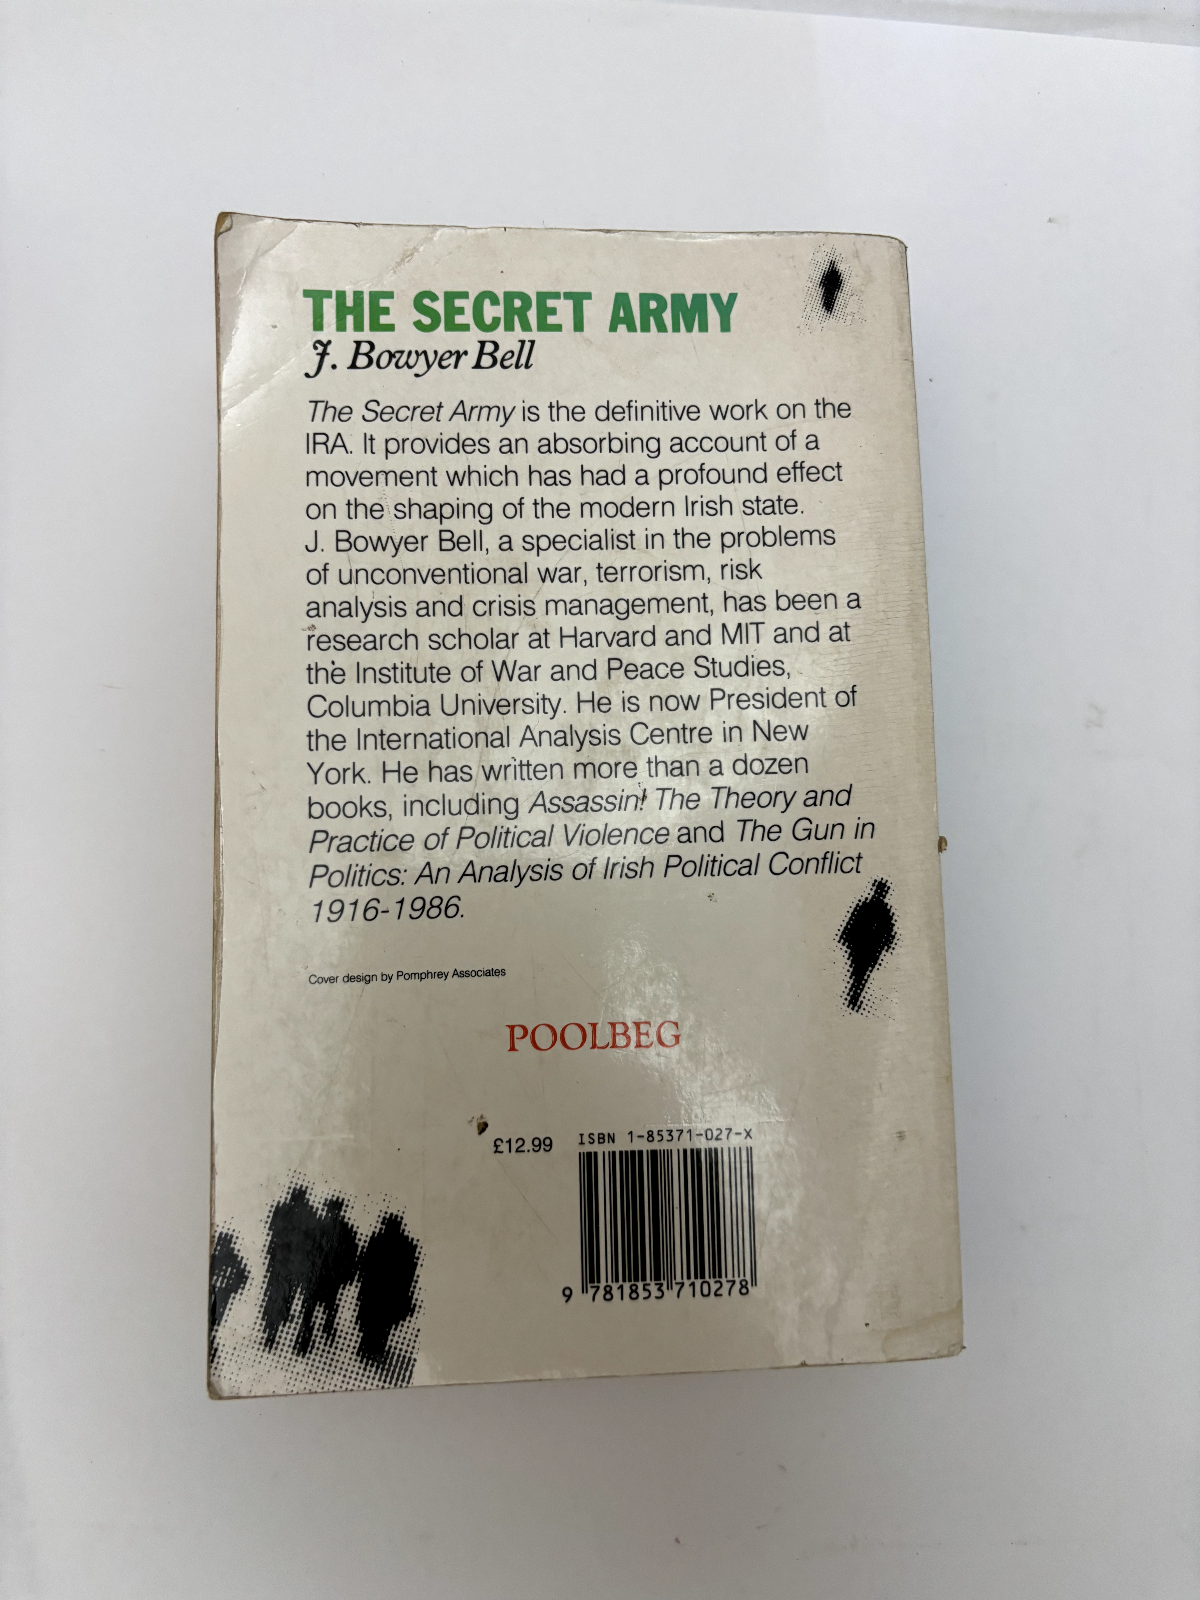 THE SECRET ARMY
J. Bowyer Bell
The Secret Army is the definitive work on the
IRA. It provides an absorbing account of a
movement which has had a profound effect
on the shaping of the modern Irish state.
J. Bowyer Bell, a specialist in the problems
of unconventional war, terrorism, risk
analysis and crisis management, has been a
research scholar at Harvard and MIT and at
the Institute of War and Peace Studies,
Columbia University. He is now President of
the International Analysis Centre in New
York. He has written more than a dozen
books, including Assassin! The Theory and
Practice of Political Violence and The Gun in
Politics: An Analysis of Irish Political Conflict
1916-1986.
Cover design by Pomphrey Associates
POOLBEG
£12.99
ISBN 1-85371-027-X
9 781853 710278